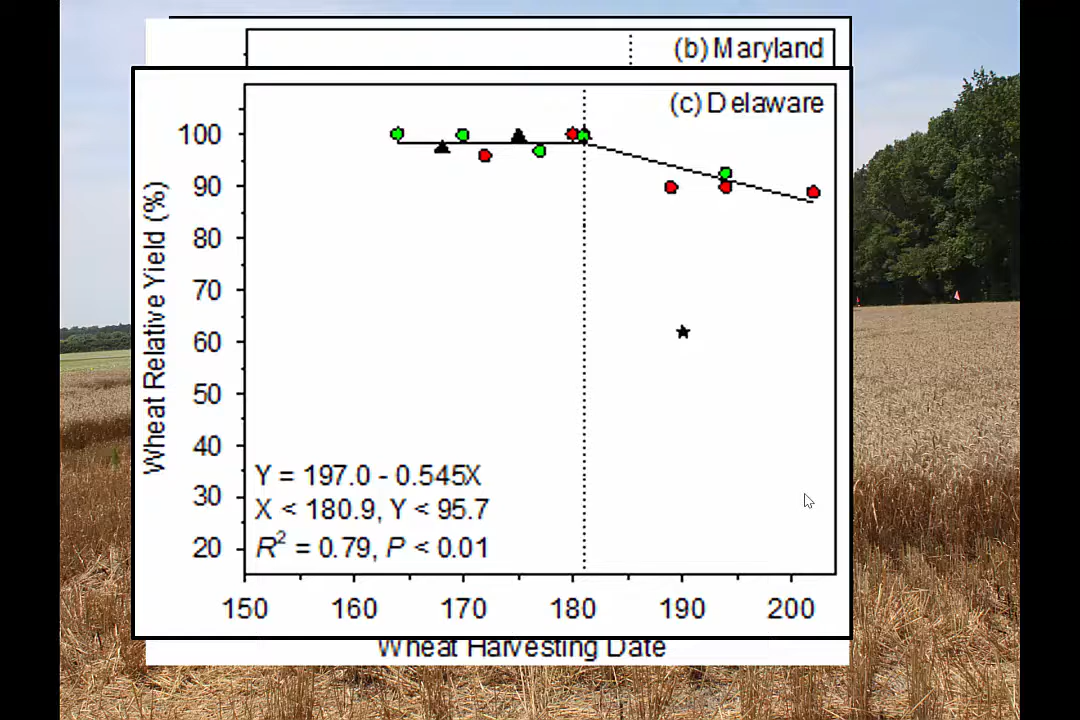 (b) Maryland
(c) Delaware
100
90
80
70
60
50
40
30
20
Wheat Relative Yield (%)
Y = 197.0 - 0.545X
X < 180.9, Y < 95.7
R² = 0.79, P < 0.01
150 160 170 180 190 200
Wheat Harvesting Date